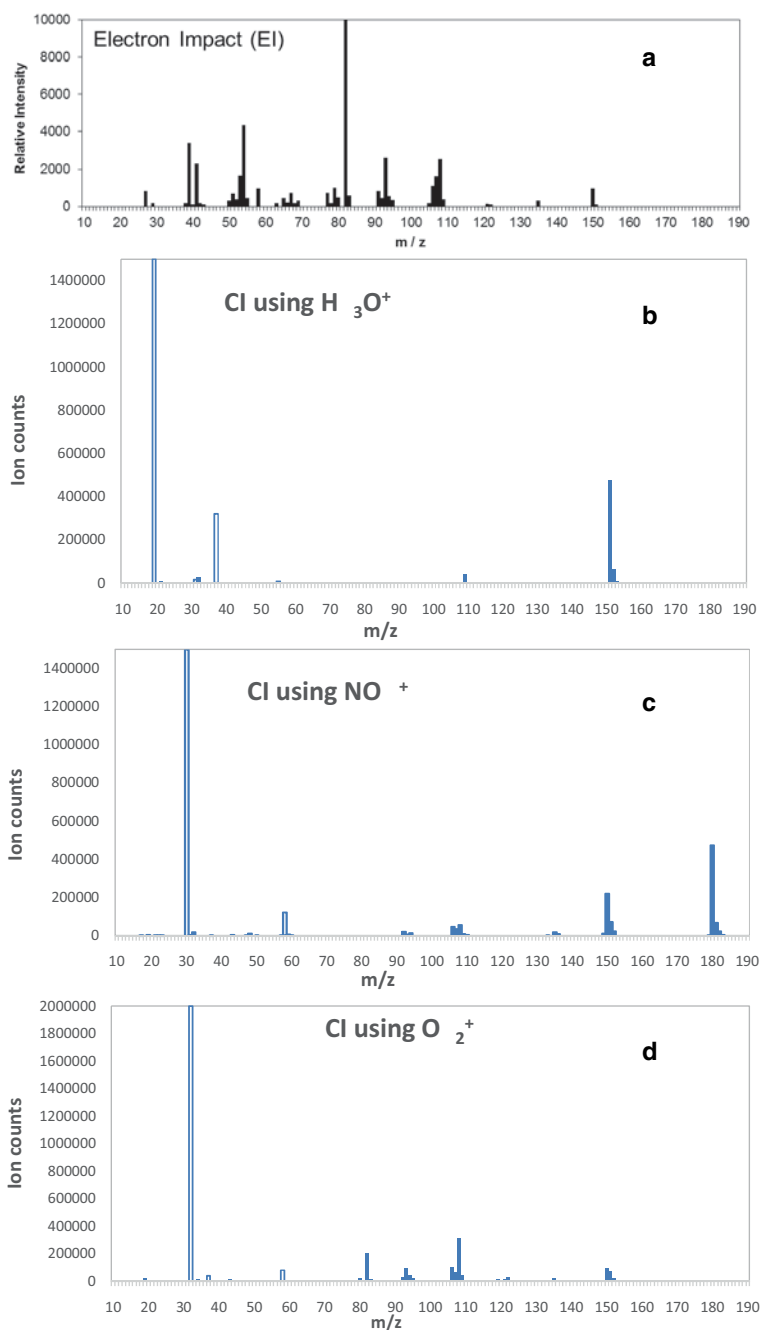 Electron Impact (EI)
a
Relative Intensity
10000
8000
6000
4000
2000
0
10 20 30 40 50 60 70 80 90 100 110 120 130 140 150 160 170 180 190
m / z
CI using H 3O+
b
Ion counts
1400000
1200000
1000000
800000
600000
400000
200000
0
10 20 30 40 50 60 70 80 90 100 110 120 130 140 150 160 170 180 190
m/z
CI using NO +
c
Ion counts
1400000
1200000
1000000
800000
600000
400000
200000
0
10 20 30 40 50 60 70 80 90 100 110 120 130 140 150 160 170 180 190
m/z
CI using O 2+
d
Ion counts
2000000
1800000
1600000
1400000
1200000
1000000
800000
600000
400000
200000
0
10 20 30 40 50 60 70 80 90 100 110 120 130 140 150 160 170 180 190
m/z